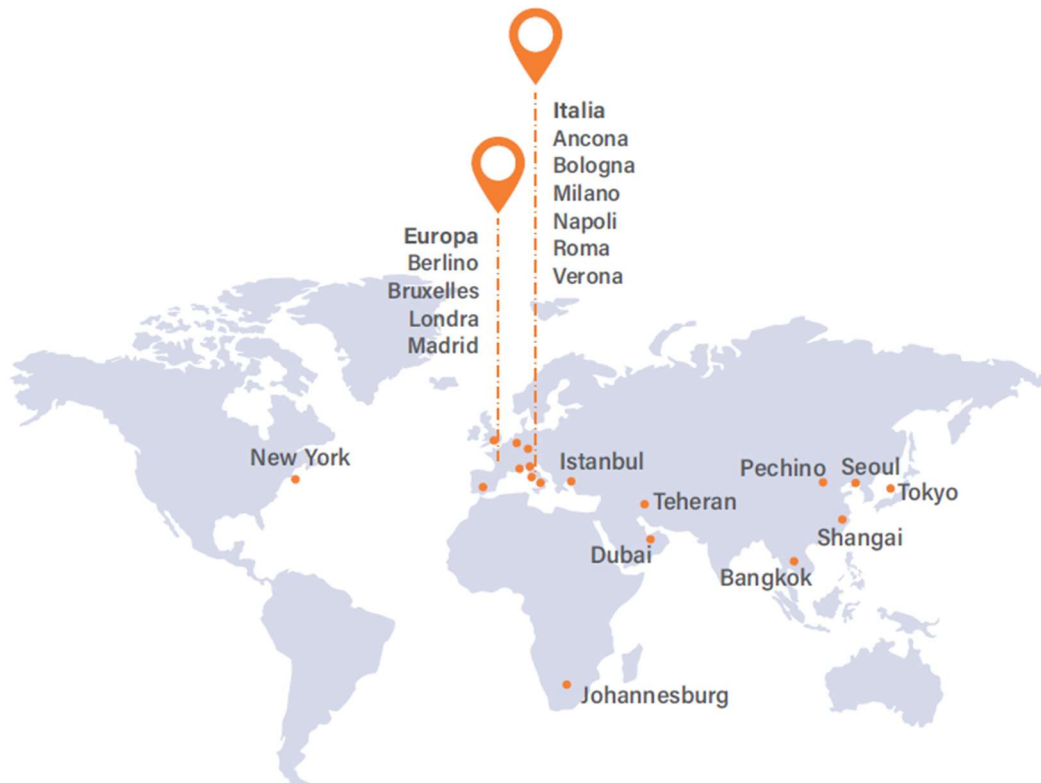 Italia
Ancona
Bologna
Milano
Napoli
Roma
Verona
Europa
Berlino
Bruxelles
Londra
Madrid
New York
Istanbul
Pechino
Seoul
Tokyo
Teheran
Shangai
Dubai
Bangkok
Johannesburg